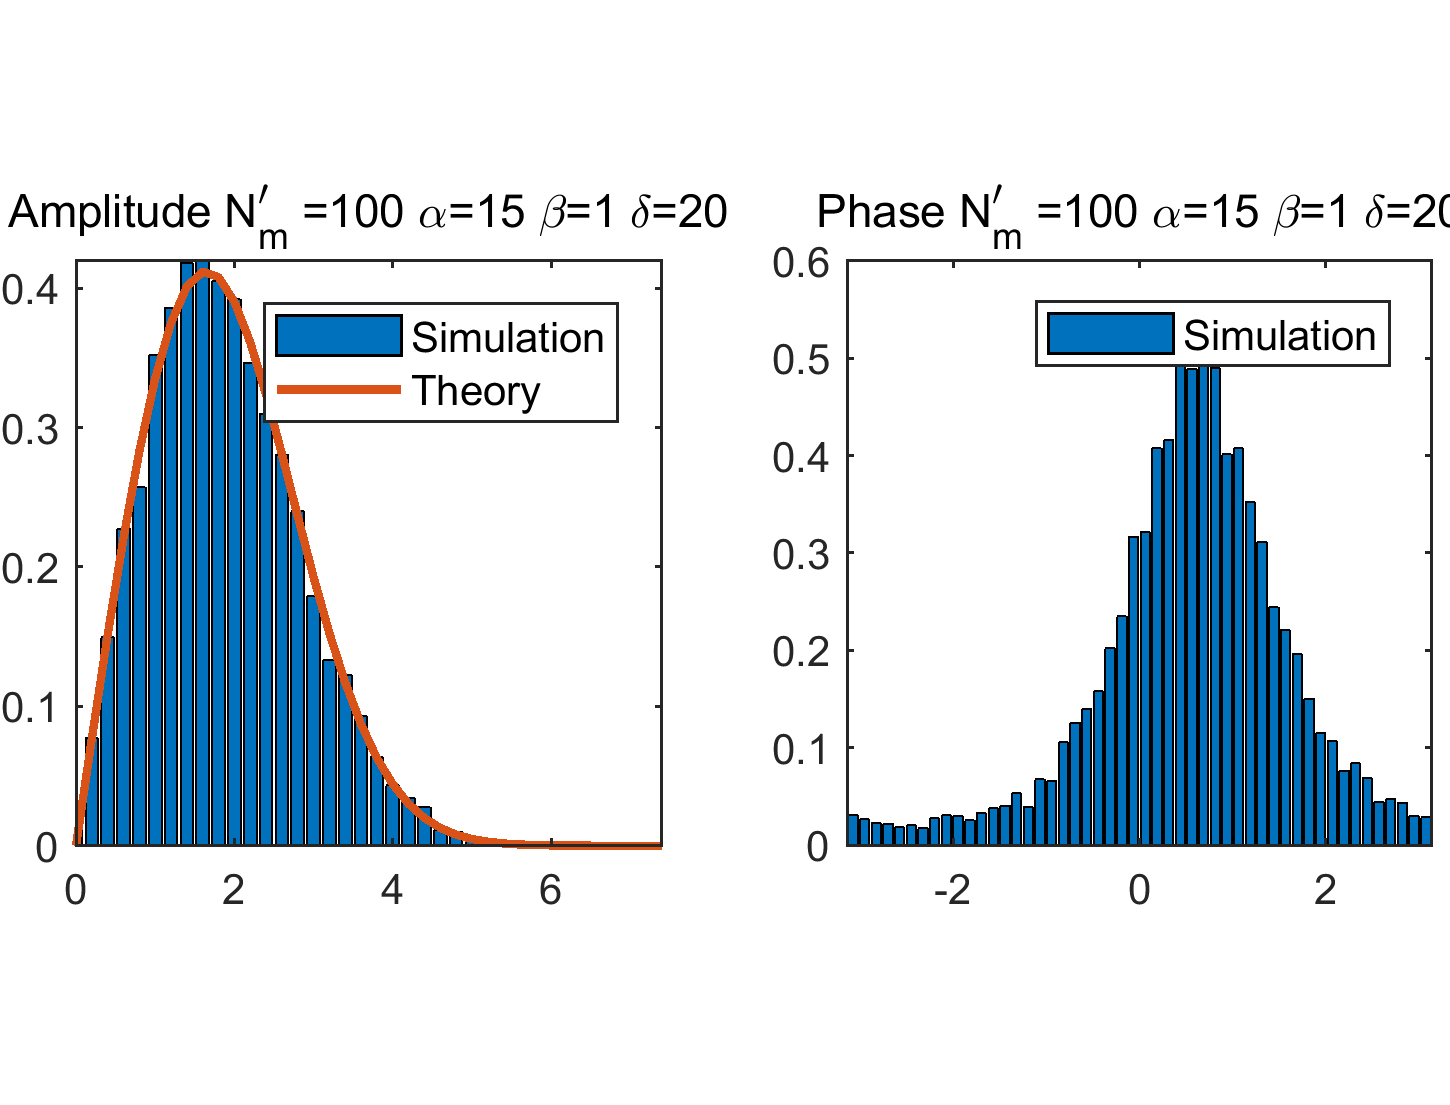 Amplitude N′m =100 α=15 β=1 δ=20
0.4
0.3
0.2
0.1
0
0 2 4 6
Simulation
Theory
Phase N′m =100 α=15 β=1 δ=20
0.6
0.5
0.4
0.3
0.2
0.1
0
-2 0 2
Simulation